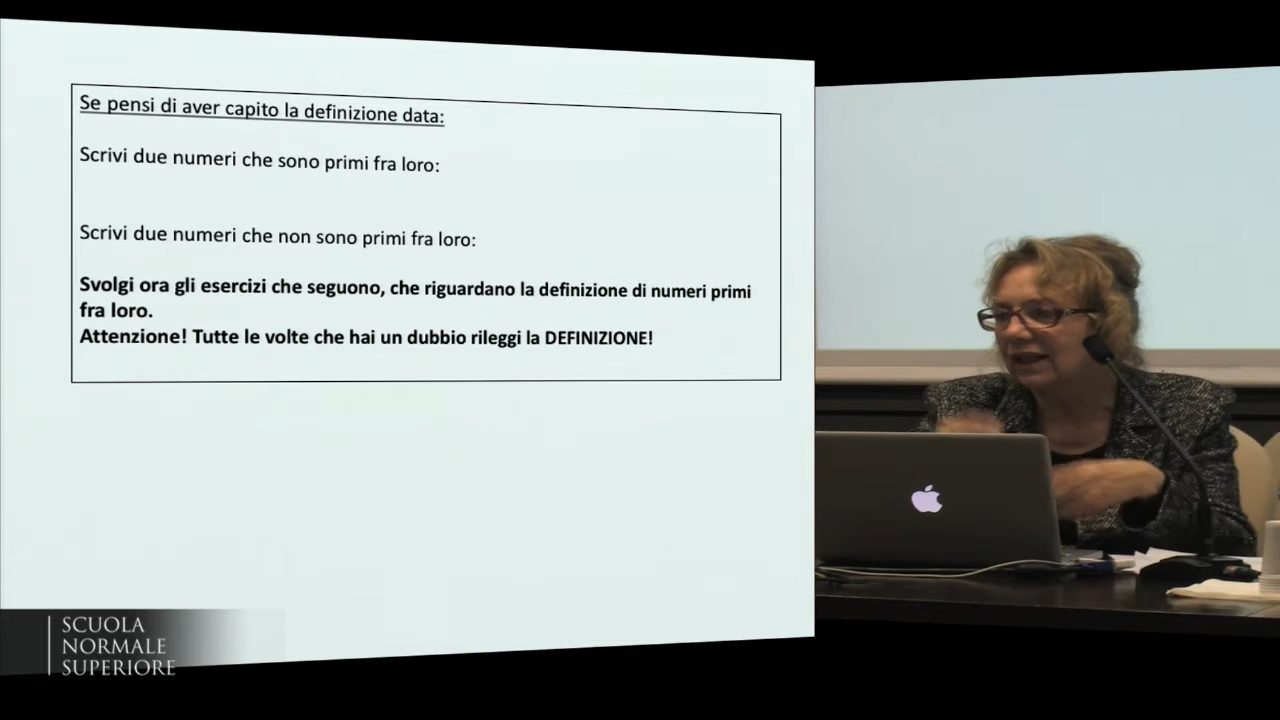 Se pensi di aver capito la definizione data:
Scrivi due numeri che sono primi fra loro:
Scrivi due numeri che non sono primi fra loro:
Svolgi ora gli esercizi che seguono, che riguardano la definizione di numeri primi
fra loro.
Attenzione! Tutte le volte che hai un dubbio rileggi la DEFINIZIONE!
SCUOLA
NORMALE
SUPERIORE